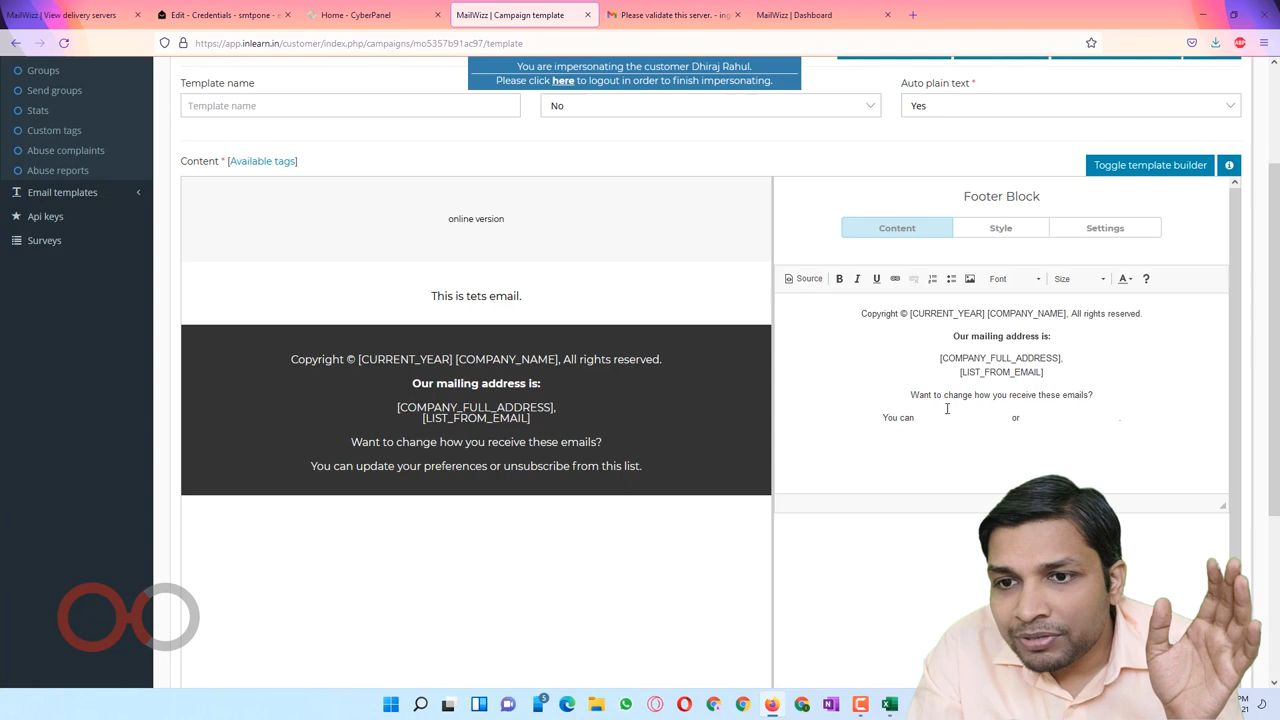 MailWizz | View delivery servers
Edit - Credentials - smtpone - e
Home - CyberPanel
MailWizz | Campaign template
Please validate this server. - ing
MailWizz | Dashboard
https://app.inlearn.in/customer/index.php/campaigns/mo5357b91ac97/template
Groups
Send groups
Stats
Custom tags
Abuse complaints
Abuse reports
Email templates
Api keys
Surveys
You are impersonating the customer Dhiraj Rahul.
Please click here to logout in order to finish impersonating.
Template name
Auto plain text *
Template name
No
Yes
Content * [Available tags]
Toggle template builder
online version
This is tets email.
Copyright © [CURRENT_YEAR] [COMPANY_NAME], All rights reserved.
Our mailing address is:
[COMPANY_FULL_ADDRESS],
[LIST_FROM_EMAIL]
Want to change how you receive these emails?
You can update your preferences or unsubscribe from this list.
Footer Block
Content
Style
Settings
Source
B I U
Font
Size
A
?
Copyright © [CURRENT_YEAR] [COMPANY_NAME], All rights reserved.
Our mailing address is:
[COMPANY_FULL_ADDRESS],
[LIST_FROM_EMAIL]
Want to change how you receive these emails?
You can or .
5